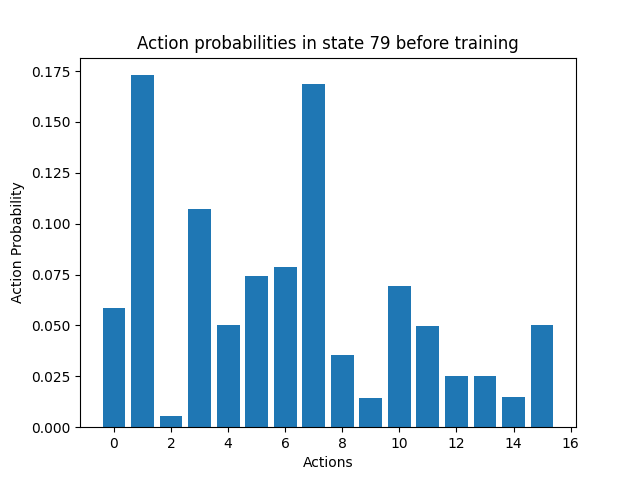 Action probabilities in state 79 before training
0.175
0.150
0.125
0.100
0.075
0.050
0.025
0.000
Action Probability
0 2 4 6 8 10 12 14 16
Actions